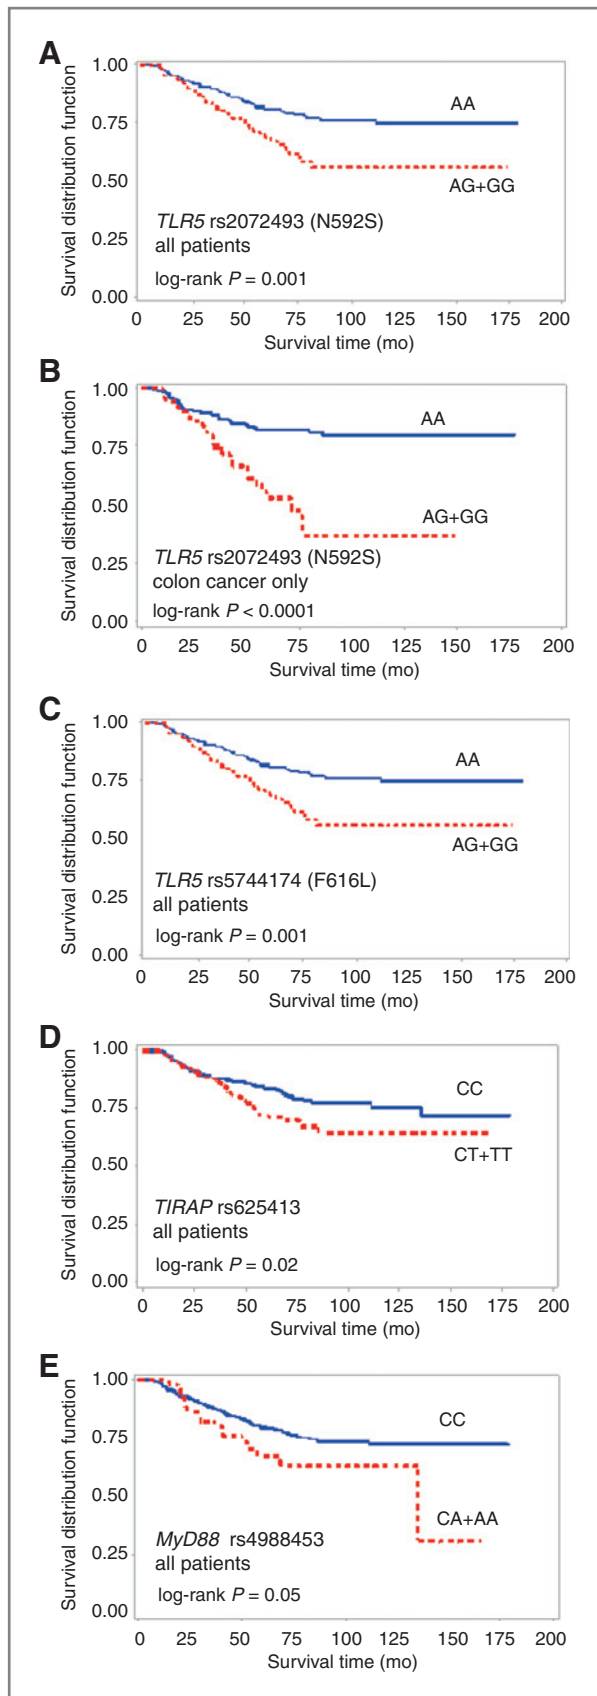 A
Survival distribution function
1.00
0.75
0.50
0.25
0.00
AA
AG+GG
TLR5 rs2072493 (N592S)
all patients
log-rank P = 0.001
0 25 50 75 100 125 150 175 200
Survival time (mo)
B
Survival distribution function
1.00
0.75
0.50
0.25
0.00
AA
AG+GG
TLR5 rs2072493 (N592S)
colon cancer only
log-rank P < 0.0001
0 25 50 75 100 125 150 175 200
Survival time (mo)
C
Survival distribution function
1.00
0.75
0.50
0.25
0.00
AA
AG+GG
TLR5 rs5744174 (F616L)
all patients
log-rank P = 0.001
0 25 50 75 100 125 150 175 200
Survival time (mo)
D
Survival distribution function
1.00
0.75
0.50
0.25
0.00
CC
CT+TT
TIRAP rs625413
all patients
log-rank P = 0.02
0 25 50 75 100 125 150 175 200
Survival time (mo)
E
Survival distribution function
1.00
0.75
0.50
0.25
0.00
CC
CA+AA
MyD88 rs4988453
all patients
log-rank P = 0.05
0 25 50 75 100 125 150 175 200
Survival time (mo)